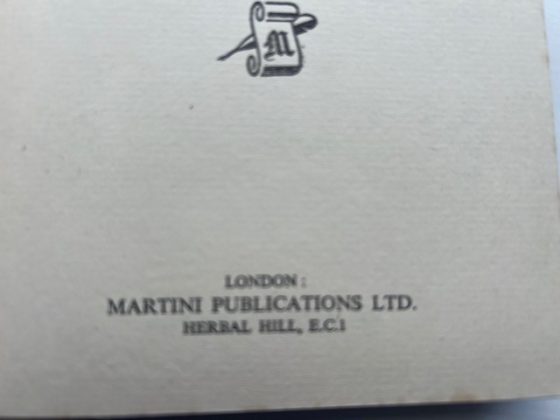 M
LONDON :
MARTINI PUBLICATIONS LTD.
HERBAL HILL, E.C.1